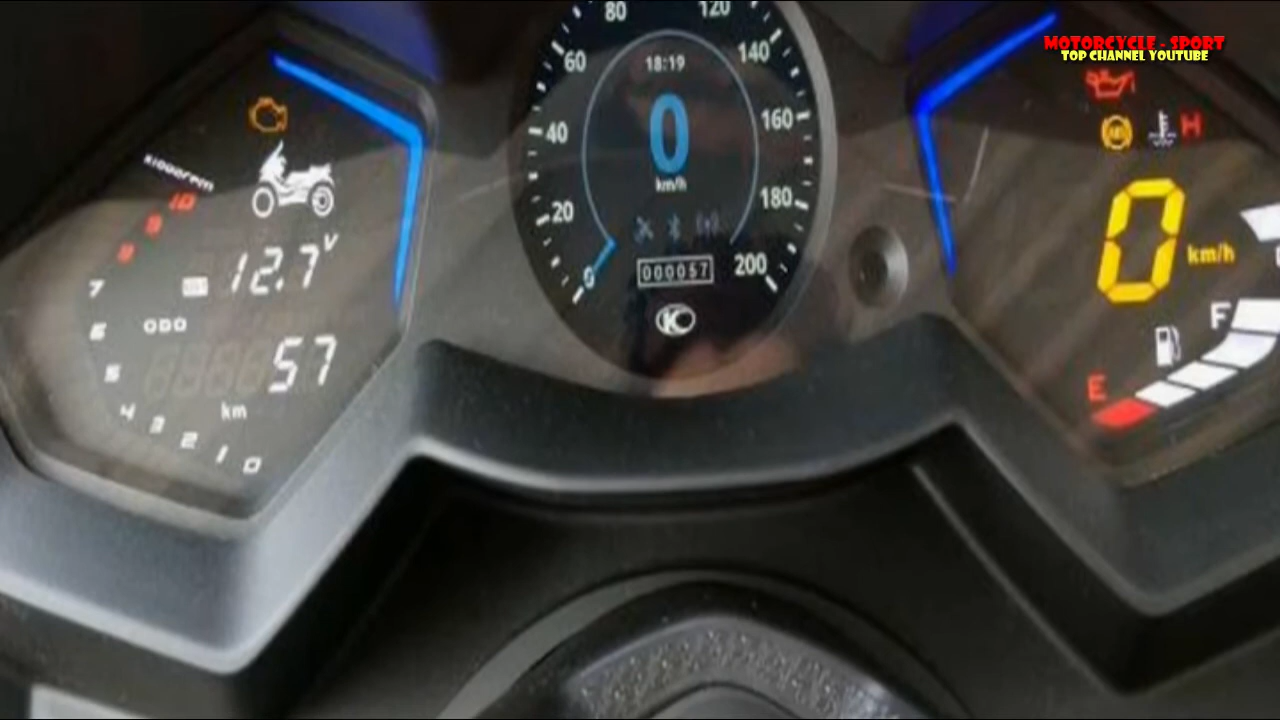 MOTORCYCLE - SPORT
TOP CHANNEL YOUTUBE
80
120
60
140
18:19
40
0
160
km/h
20
180
000057
0
200
K
x1000rpm
10
9
8
7
6
5
4
3
2
1
0
12.7 V
ODO
57
km
H
0 km/h
F
E